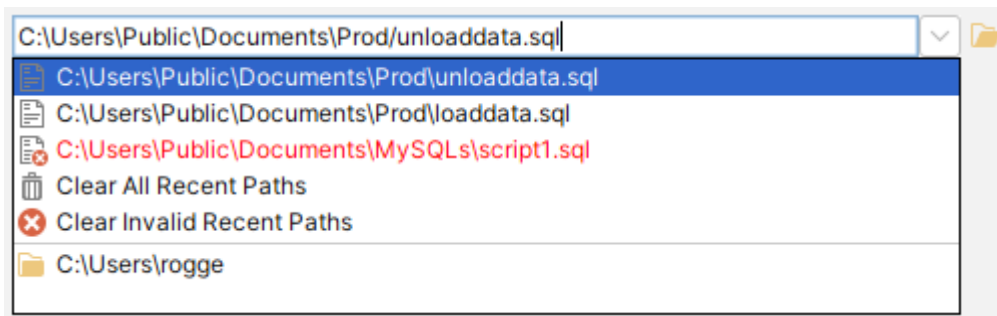 C:\Users\Public\Documents\Prod/unloaddata.sql
C:\Users\Public\Documents\Prod\unloaddata.sql
C:\Users\Public\Documents\Prod\loaddata.sql
C:\Users\Public\Documents\MySQLs\script1.sql
Clear All Recent Paths
Clear Invalid Recent Paths
C:\Users\rogge